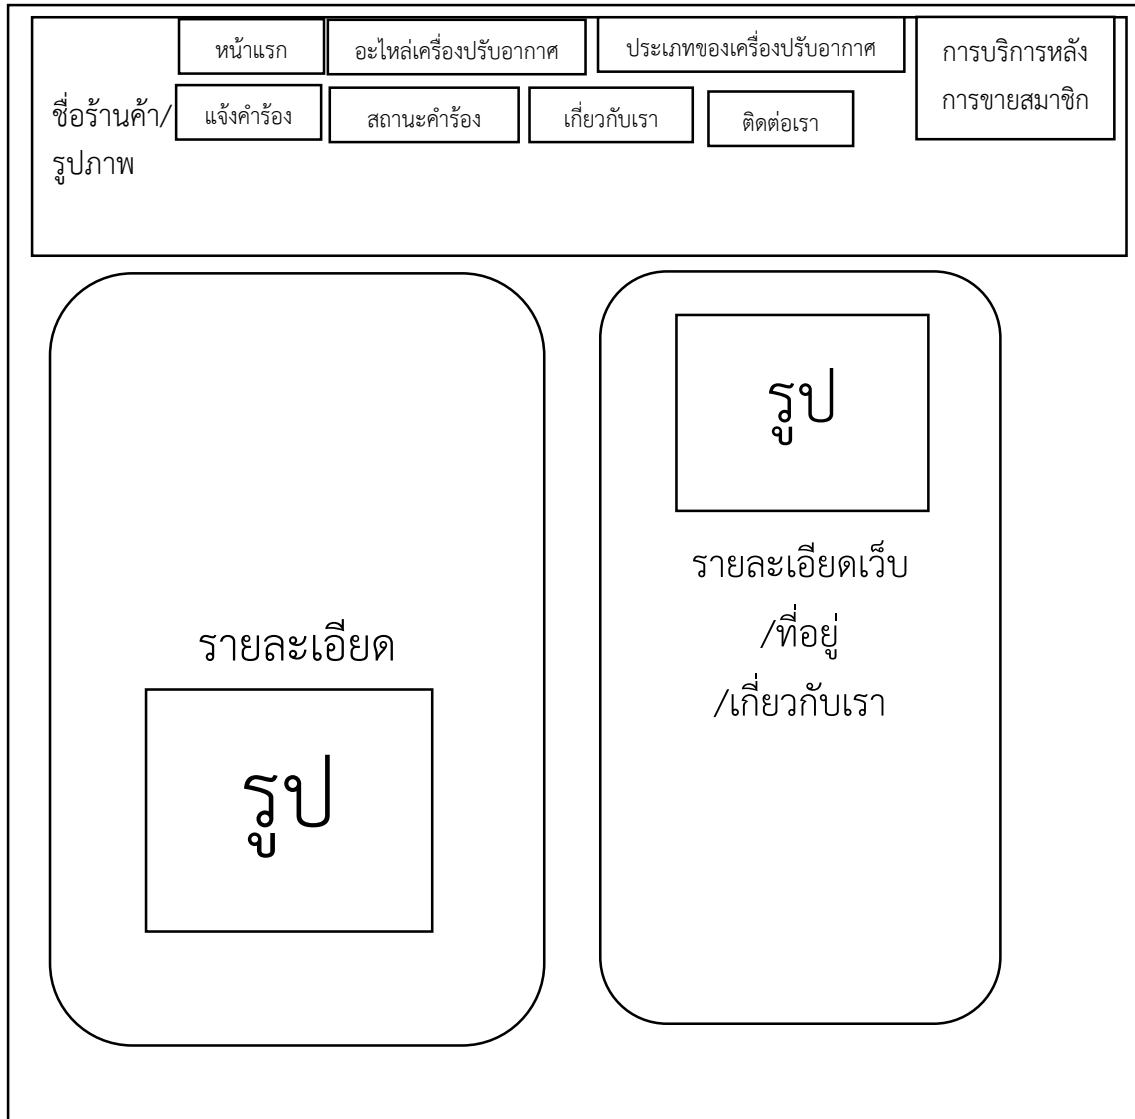 หน้าแรก
อะไหล่เครื่องปรับอากาศ
ประเภทของเครื่องปรับอากาศ
การบริการหลัง
การขายสมาชิก
ชื่อร้านค้า/
รูปภาพ
แจ้งคำร้อง
สถานะคำร้อง
เกี่ยวกับเรา
ติดต่อเรา
รายละเอียด
รูป
รูป
รายละเอียดเว็บ
/ที่อยู่
/เกี่ยวกับเรา